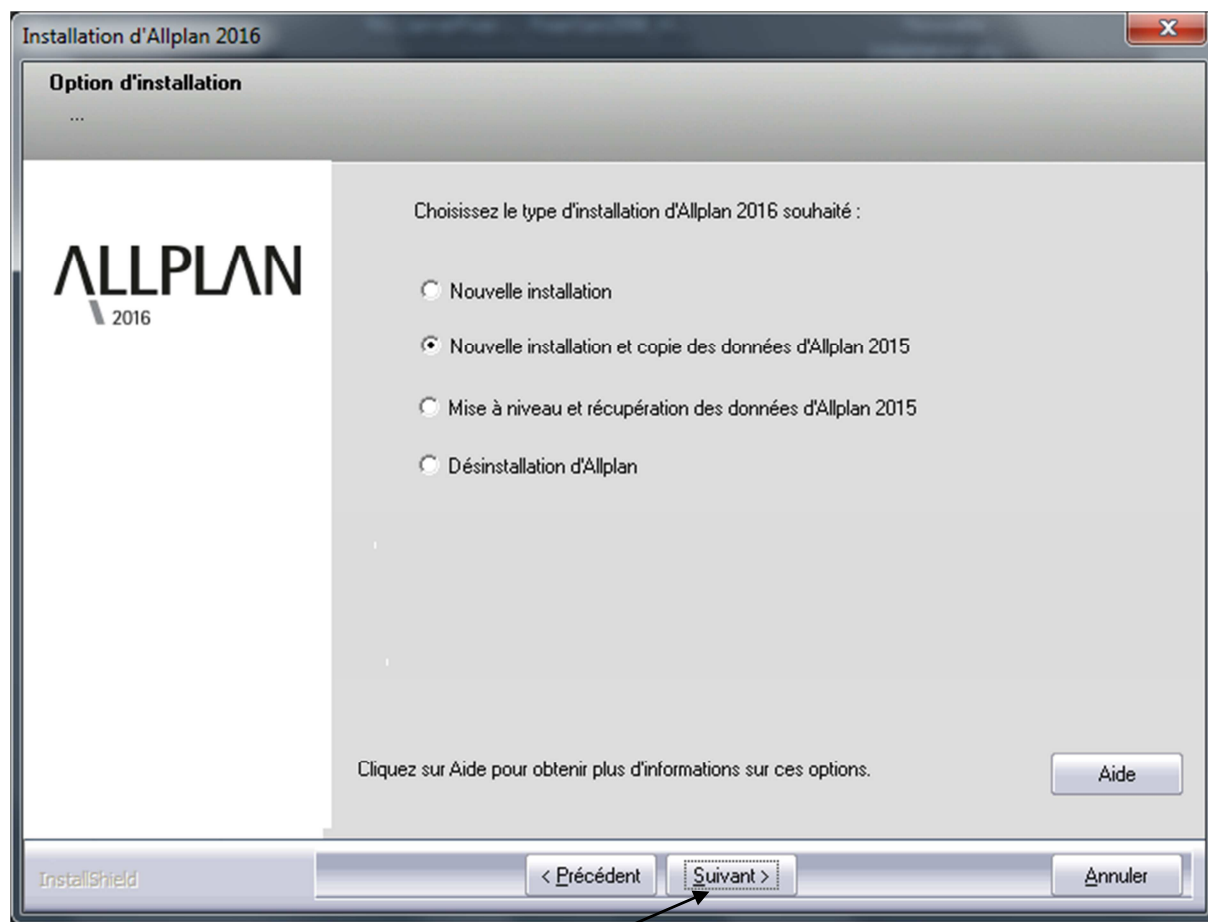 Installation d'Allplan 2016
Option d'installation
...
ALLPLAN
2016
Choisissez le type d'installation d'Allplan 2016 souhaité :
Nouvelle installation
Nouvelle installation et copie des données d'Allplan 2015
Mise à niveau et récupération des données d'Allplan 2015
Désinstallation d'Allplan
Cliquez sur Aide pour obtenir plus d'informations sur ces options.
Aide
InstallShield
< Précédent
Suivant >
Annuler